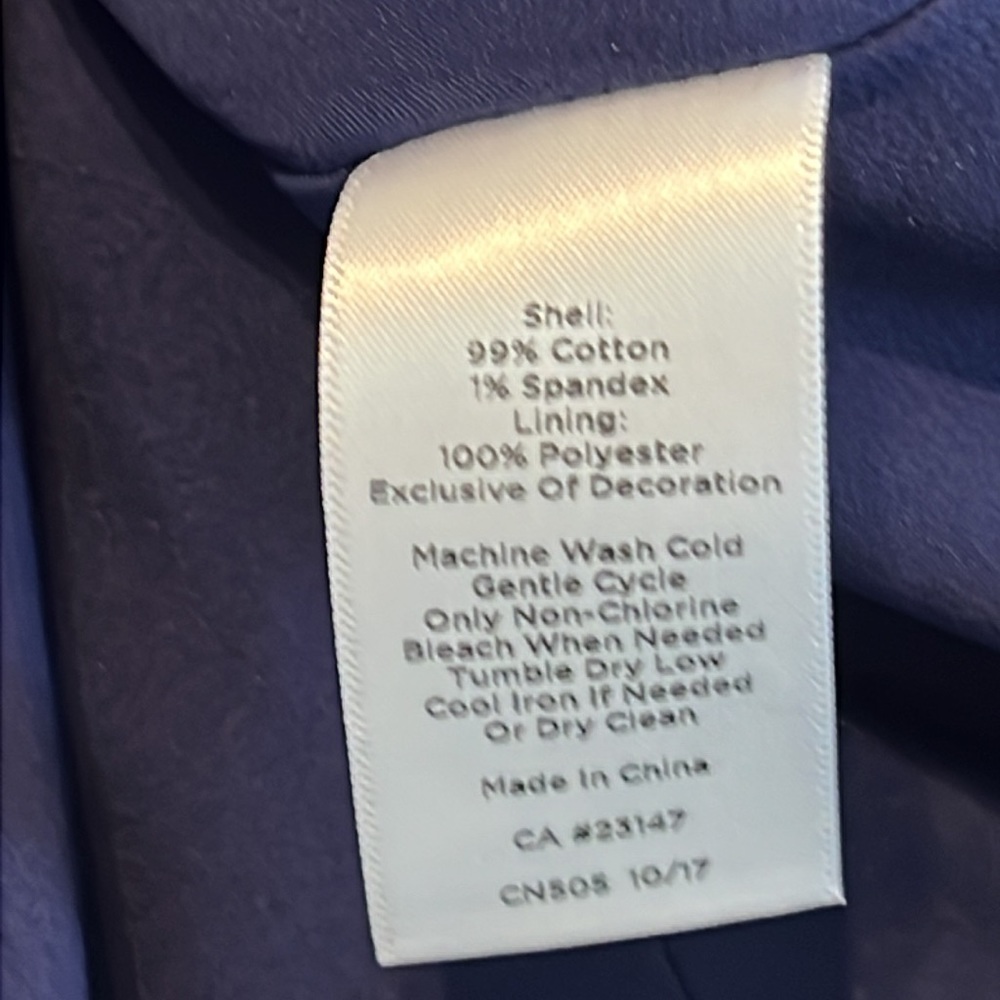 Shell:
99% Cotton
1% Spandex
Lining:
100% Polyester
Exclusive Of Decoration
Machine Wash Cold
Gentle Cycle
Only Non-Chlorine
Bleach When Needed
Tumble Dry Low
Cool Iron If Needed
Or Dry Clean
Made In China
CA #23147
CN505 10/17